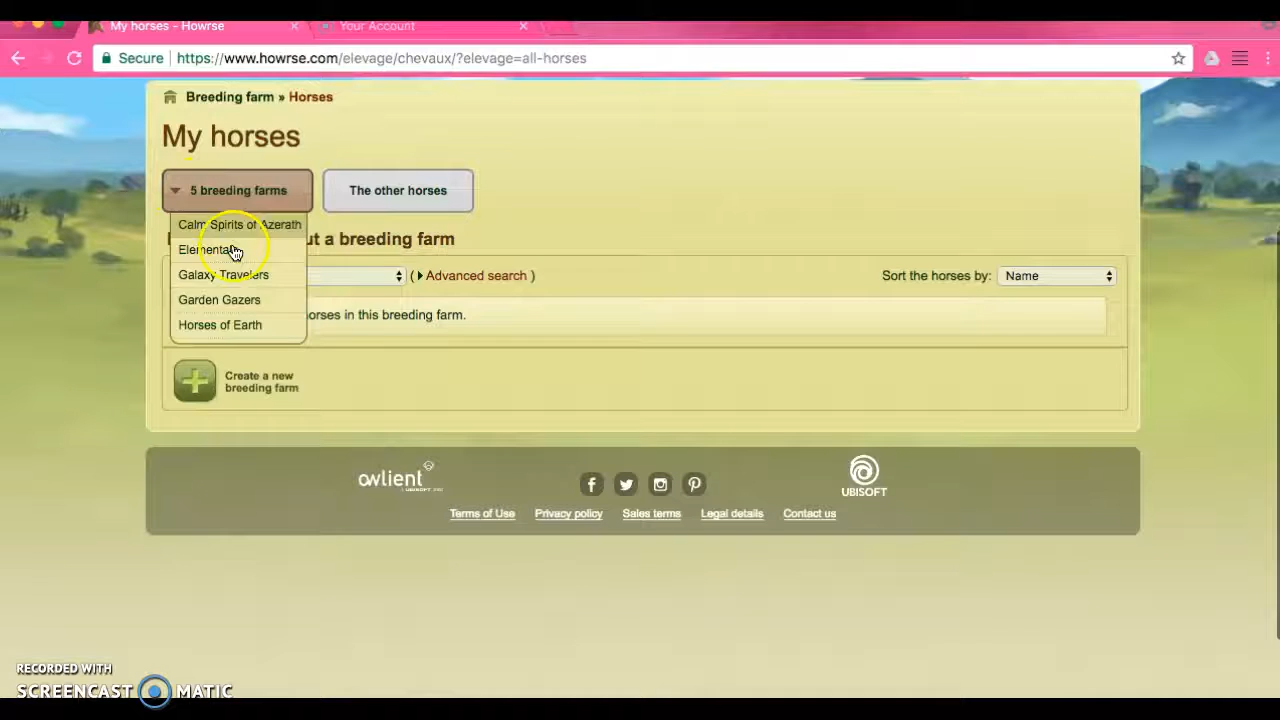 My horses - Howrse
Your Account
Secure https://www.howrse.com/elevage/chevaux/?elevage=all-horses
Breeding farm » Horses
My horses
5 breeding farms
The other horses
Calm Spirits of Azerath
Galaxy Travelers
Garden Gazers
Horses of Earth
out a breeding farm
( Advanced search )
Sort the horses by: Name
horses in this breeding farm.
Create a new
breeding farm
owlient
UBISOFT
Terms of Use
Privacy policy
Sales terms
Legal details
Contact us
RECORDED WITH
SCREENCAST MATIC